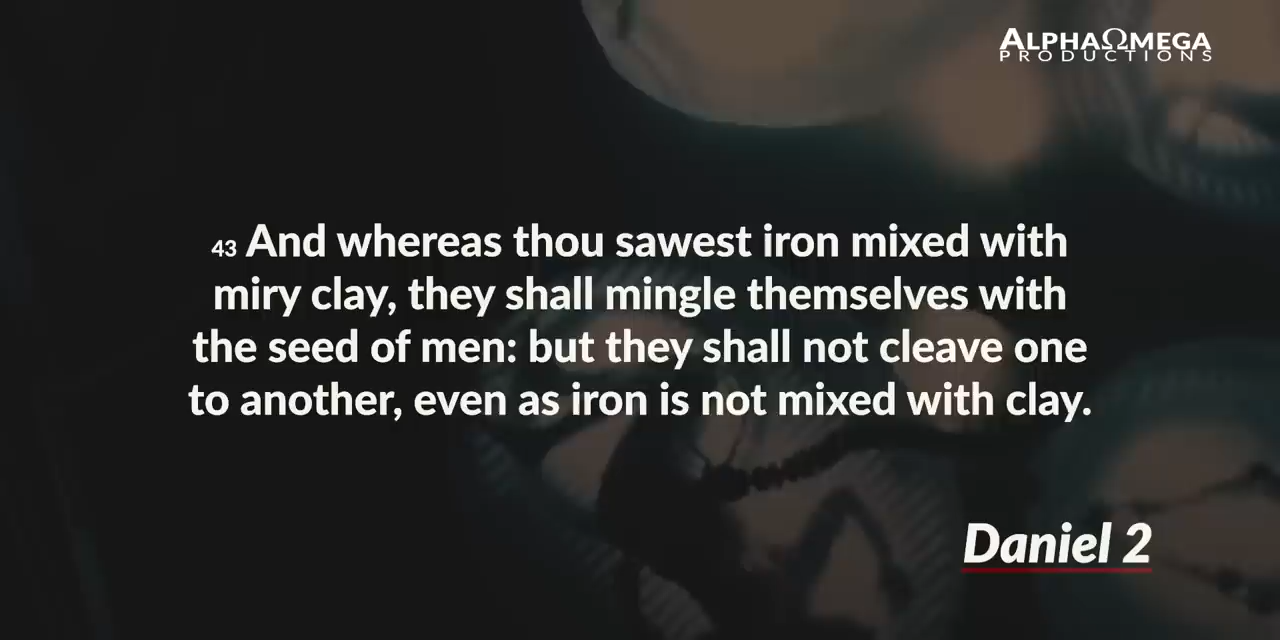 ALPHAΩMEGA
PRODUCTIONS
43 And whereas thou sawest iron mixed with
miry clay, they shall mingle themselves with
the seed of men: but they shall not cleave one
to another, even as iron is not mixed with clay.
Daniel 2